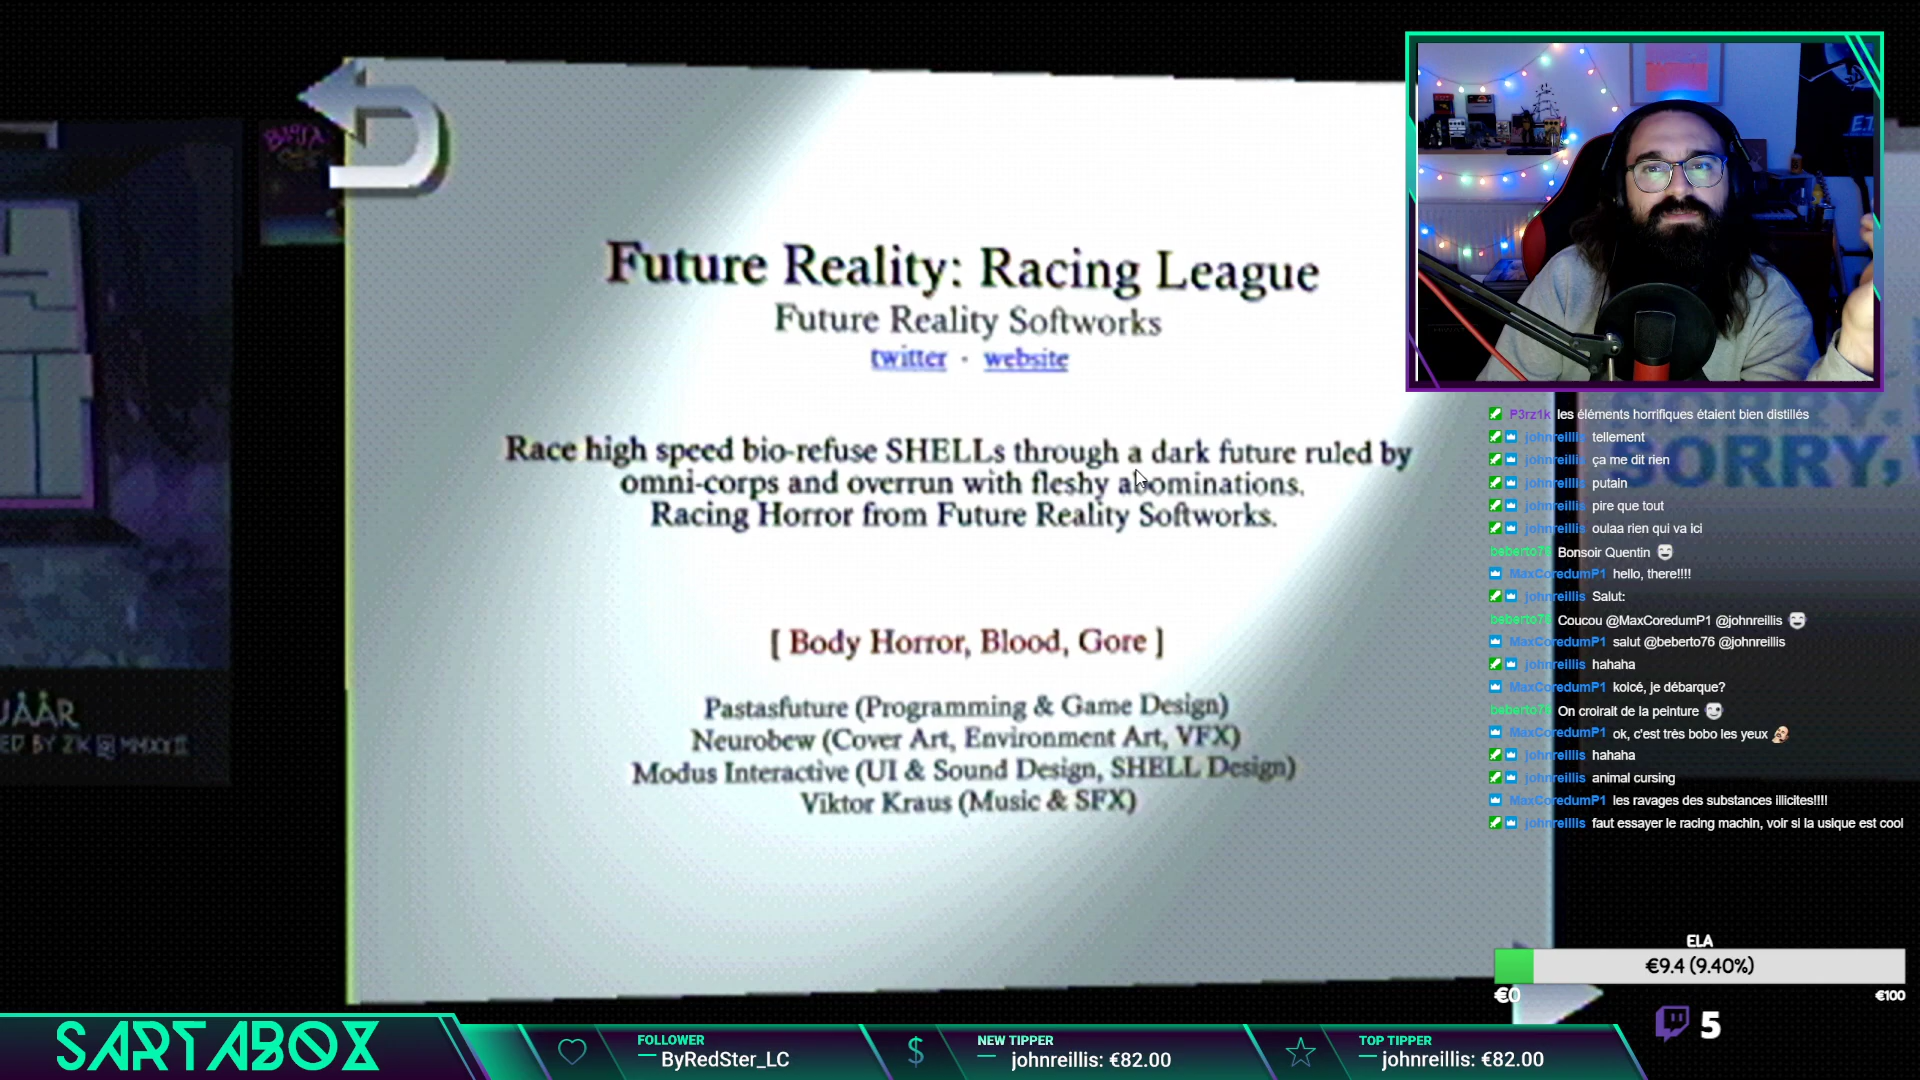 Future Reality: Racing League
Future Reality Softworks
twitter · website
Race high speed bio-refuse SHELLs through a dark future ruled by
omni-corps and overrun with fleshy abominations.
Racing Horror from Future Reality Softworks.
[ Body Horror, Blood, Gore ]
Pastasfuture (Programming & Game Design)
Neurobew (Cover Art, Environment Art, VFX)
Modus Interactive (UI & Sound Design, SHELL Design)
Viktor Kraus (Music & SFX)
E.T.
SORRY,
P3rz1k les éléments horrifiques étaient bien distillés
johnreillis tellement
johnreillis ça me dit rien
johnreillis putain
johnreillis pire que tout
johnreillis oulaa rien qui va ici
beberto76 Bonsoir Quentin
MaxCoredumP1 hello, there!!!!
johnreillis Salut:
beberto76 Coucou @MaxCoredumP1 @johnreillis
MaxCoredumP1 salut @beberto76 @johnreillis
johnreillis hahaha
MaxCoredumP1 koicé, je débarque?
beberto76 On croirait de la peinture
MaxCoredumP1 ok, c'est très bobo les yeux
johnreillis hahaha
johnreillis animal cursing
MaxCoredumP1 les ravages des substances illicites!!!!
johnreillis faut essayer le racing machin, voir si la usique est cool
ELA
€9.4 (9.40%)
€0
€100
5
SARTABOX
FOLLOWER
ByRedSter_LC
NEW TIPPER
johnreillis: €82.00
TOP TIPPER
johnreillis: €82.00